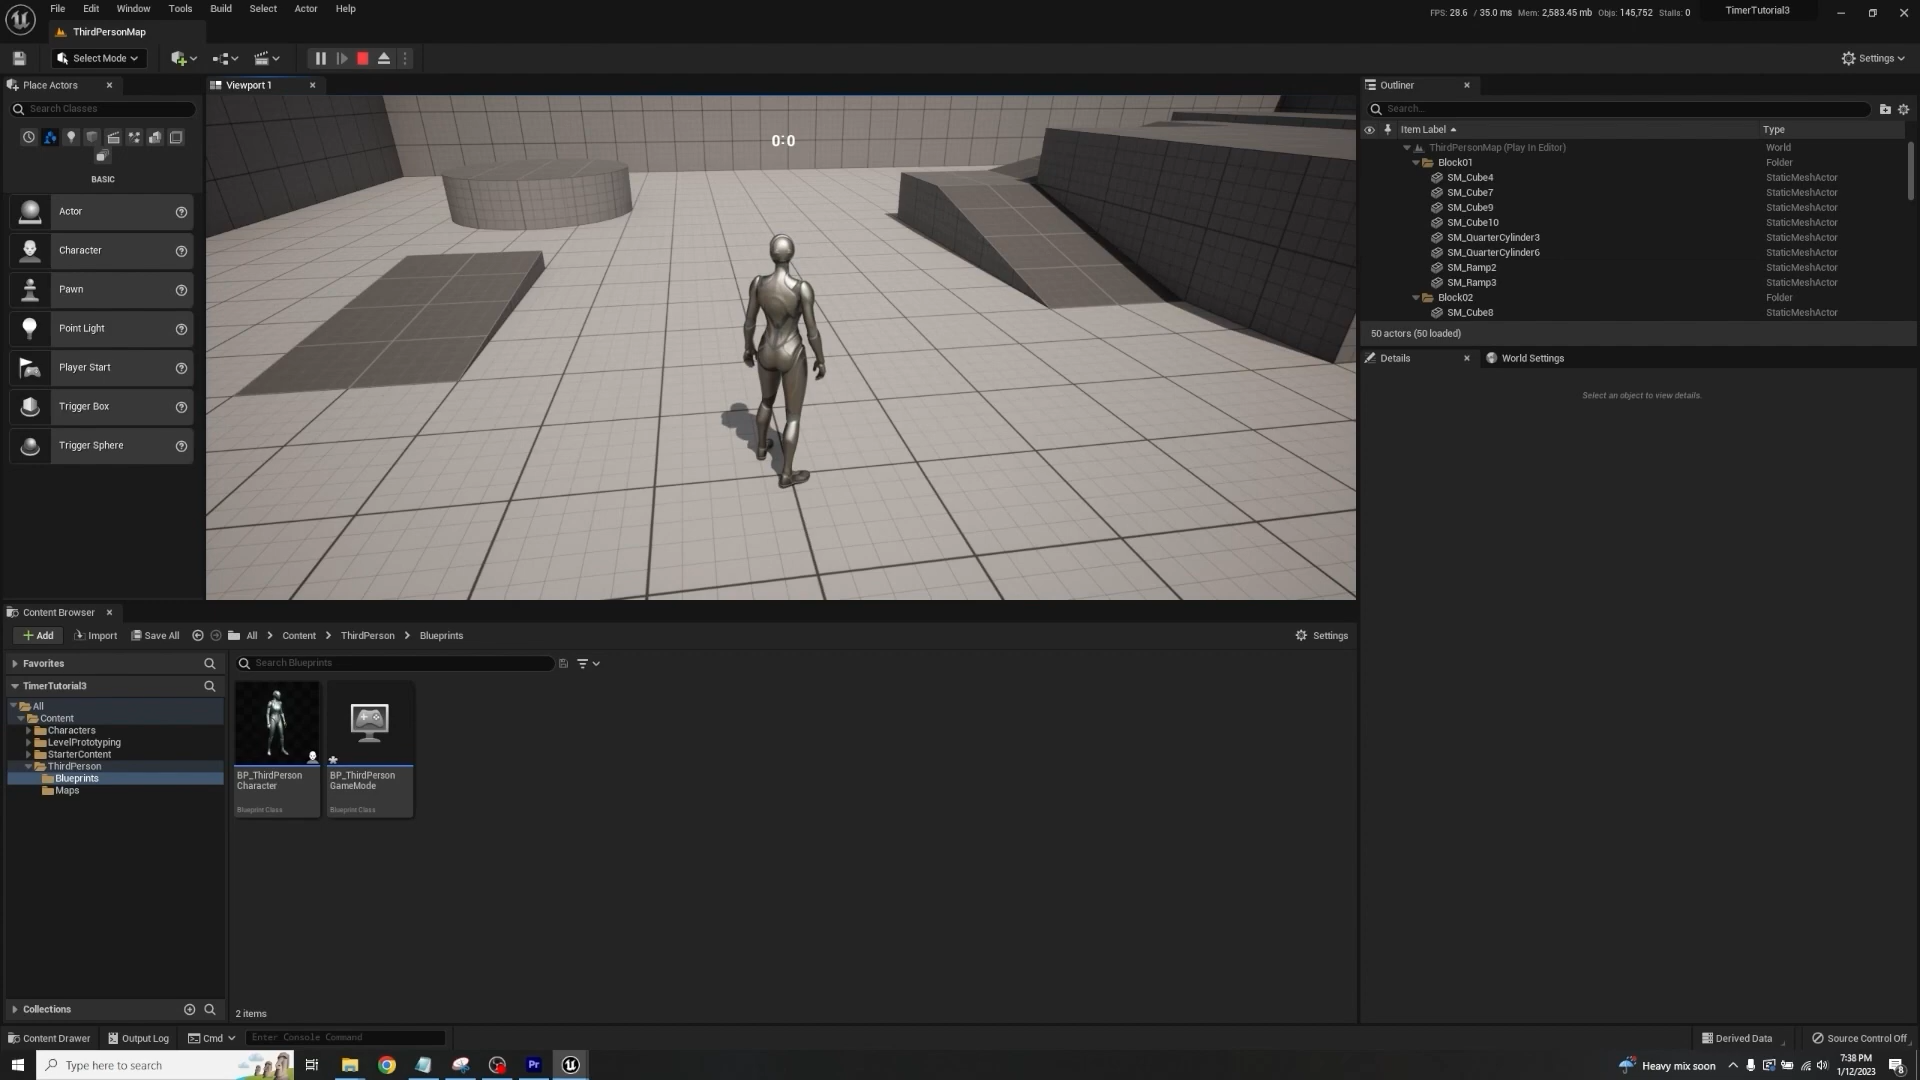 File Edit Window Tools Build Select Actor Help
FPS: 28.6 / 35.0 ms Mem: 2,583.45 mb Objs: 145,752 Stalls: 0
TimerTutorial3
ThirdPersonMap
Select Mode
Settings
Place Actors
Viewport 1
Outliner
Search Classes
Search...
Item Label
Type
0:0
ThirdPersonMap (Play In Editor) World
Block01 Folder
SM_Cube4 StaticMeshActor
SM_Cube7 StaticMeshActor
SM_Cube9 StaticMeshActor
SM_Cube10 StaticMeshActor
SM_QuarterCylinder3 StaticMeshActor
SM_QuarterCylinder6 StaticMeshActor
SM_Ramp2 StaticMeshActor
SM_Ramp3 StaticMeshActor
Block02 Folder
SM_Cube8 StaticMeshActor
50 actors (50 loaded)
Details
World Settings
Select an object to view details.
BASIC
Actor
Character
Pawn
Point Light
Player Start
Trigger Box
Trigger Sphere
Content Browser
Add Import Save All All > Content > ThirdPerson > Blueprints
Settings
Favorites
Search Blueprints
TimerTutorial3
All
Content
Characters
LevelPrototyping
StarterContent
ThirdPerson
Blueprints
Maps
BP_ThirdPerson
Character
Blueprint Class
BP_ThirdPerson
GameMode
Blueprint Class
Collections
2 items
Content Drawer
Output Log
Cmd
Enter Console Command
Derived Data
Source Control Off
Type here to search
Pr
Heavy mix soon
7:38 PM
1/12/2023
8